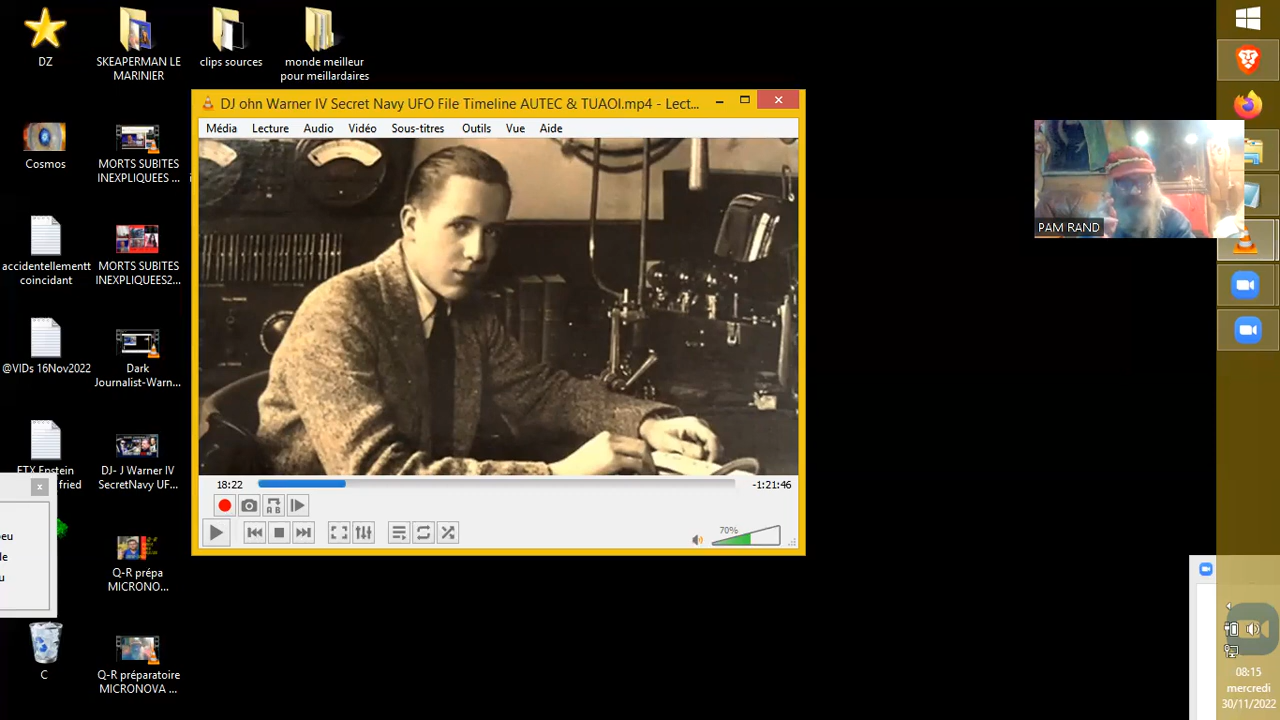 DZ
SKEAPERMAN LE
MARINIER
clips sources
monde meilleur
pour meillardaires
DJ ohn Warner IV Secret Navy UFO File Timeline AUTEC & TUAOI.mp4 - Lect...
Média Lecture Audio Vidéo Sous-titres Outils Vue Aide
Cosmos
MORTS SUBITES
INEXPLIQUEES ...
PAM RAND
accidentellementt
coincidant
MORTS SUBITES
INEXPLIQUEES2...
@VIDs 16Nov2022
Dark
Journalist-Warn...
FTX Epstein
fried
DJ- J Warner IV
SecretNavy UF...
18:22
-1:21:46
A B
70%
Q-R prépa
MICRONO...
C
Q-R préparatoire
MICRONOVA ...
08:15
mercredi
30/11/2022